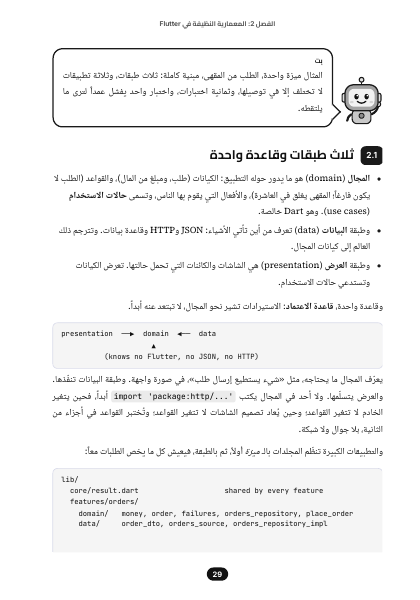 الفصل 2: المعمارية النظيفة في Flutter
بت
المثال ميزة واحدة، الطلب من المقهى، مبنية كاملة: ثلاث طبقات، وثلاثة تطبيقات
لا تختلف إلا في توصيلها، وثمانية اختبارات، واختبار واحد يفشل عمداً لترى ما
يلتقطه.
2.1 ثلاث طبقات وقاعدة واحدة
• المجال (domain) هو ما يدور حوله التطبيق: الكيانات (طلب، ومبلغ من المال)، والقواعد (الطلب لا
يكون فارغاً؛ المقهى يغلق في العاشرة)، والأفعال التي يقوم بها الناس، وتسمى حالات الاستخدام
(use cases). وهو Dart خالصة.
• وطبقة البيانات (data) تعرف من أين تأتي الأشياء: JSON وHTTP وقاعدة بيانات. وتترجم ذلك
العالم إلى كيانات المجال.
• وطبقة العرض (presentation) هي الشاشات والكائنات التي تحمل حالتها. تعرض الكيانات
وتستدعي حالات الاستخدام.
وقاعدة واحدة، قاعدة الاعتماد: الاستيرادات تشير نحو المجال، لا تبتعد عنه أبداً.
presentation ──▶ domain ◀── data
▲
(knows no Flutter, no JSON, no HTTP)
يعرّف المجال ما يحتاجه، مثل «شيء يستطيع إرسال طلب»، في صورة واجهة. وطبقة البيانات تنفّذها.
والعرض يتسلّمها. ولا أحد في المجال يكتب import 'package:http/...' أبداً، فحين يتغير
الخادم لا تتغير القواعد؛ وحين يُعاد تصميم الشاشات لا تتغير القواعد؛ وتُختبر القواعد في أجزاء من
الثانية، بلا جوال ولا شبكة.
والتطبيقات الكبيرة تنظّم المجلدات بالـ ميزة أولاً، ثم بالطبقة، فيعيش كل ما يخص الطلبات معاً:
lib/
core/result.dart shared by every feature
features/orders/
domain/ money, order, failures, orders_repository, place_order
data/ order_dto, orders_source, orders_repository_impl
29